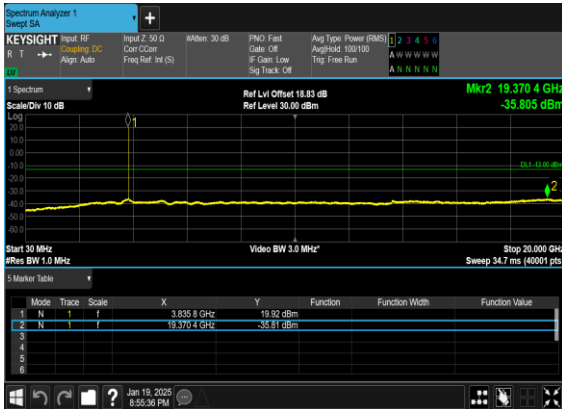 Spectrum Analyzer 1
Swept SA
+
KEYSIGHT Input: RF Input Z: 50 Ω #Atten: 30 dB PNO: Fast Avg Type: Power (RMS) 1 2 3 4 5 6
R T Coupling: DC Corr CCorr Gate: Off Avg|Hold: 100/100 A W W W W W
Align: Auto Freq Ref: Int (S) IF Gain: Low Trig: Free Run
Sig Track: Off A N N N N N
LXI
1 Spectrum Ref Lvl Offset 18.83 dB Mkr2 19.370 4 GHz
Scale/Div 10 dB Ref Level 30.00 dBm -35.805 dBm
Log
20.0
10.0
0.00
-10.0
-20.0
-30.0
-40.0
-50.0
-60.0
1
DL1 -13.00 dBm
2
Start 30 MHz Video BW 3.0 MHz* Stop 20.000 GHz
#Res BW 1.0 MHz Sweep 34.7 ms (40001 pts)
5 Marker Table
Mode Trace Scale X Y Function Function Width Function Value
1 N 1 f 3.835 8 GHz 19.92 dBm
2 N 1 f 19.370 4 GHz -35.81 dBm
3
4
5
6
? Jan 19, 2025
8:55:36 PM